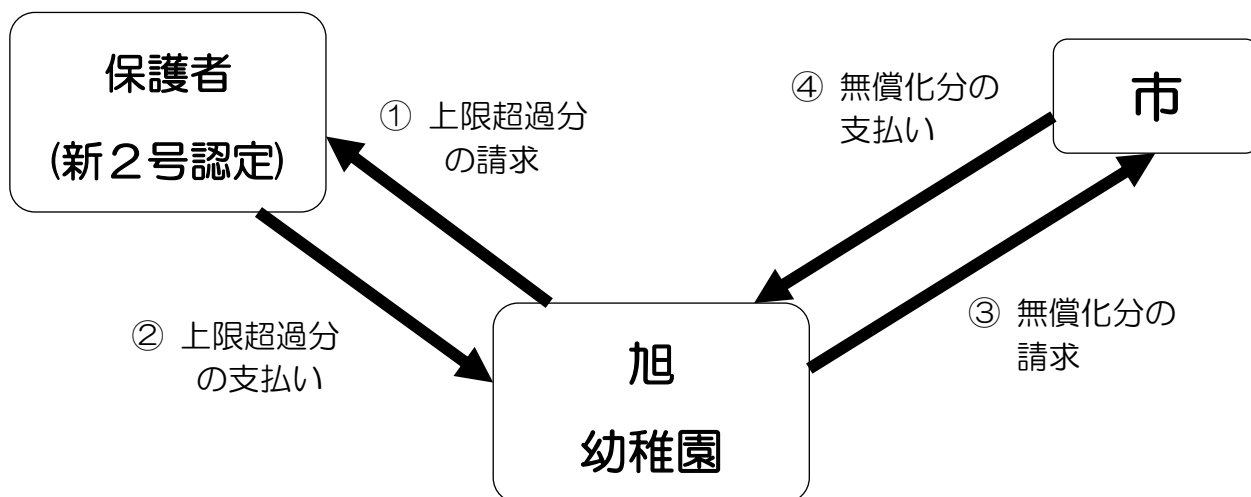 保護者
(新２号認定)
① 上限超過分
の請求
② 上限超過分
の支払い
旭
幼稚園
③ 無償化分の
請求
④ 無償化分の
支払い
市